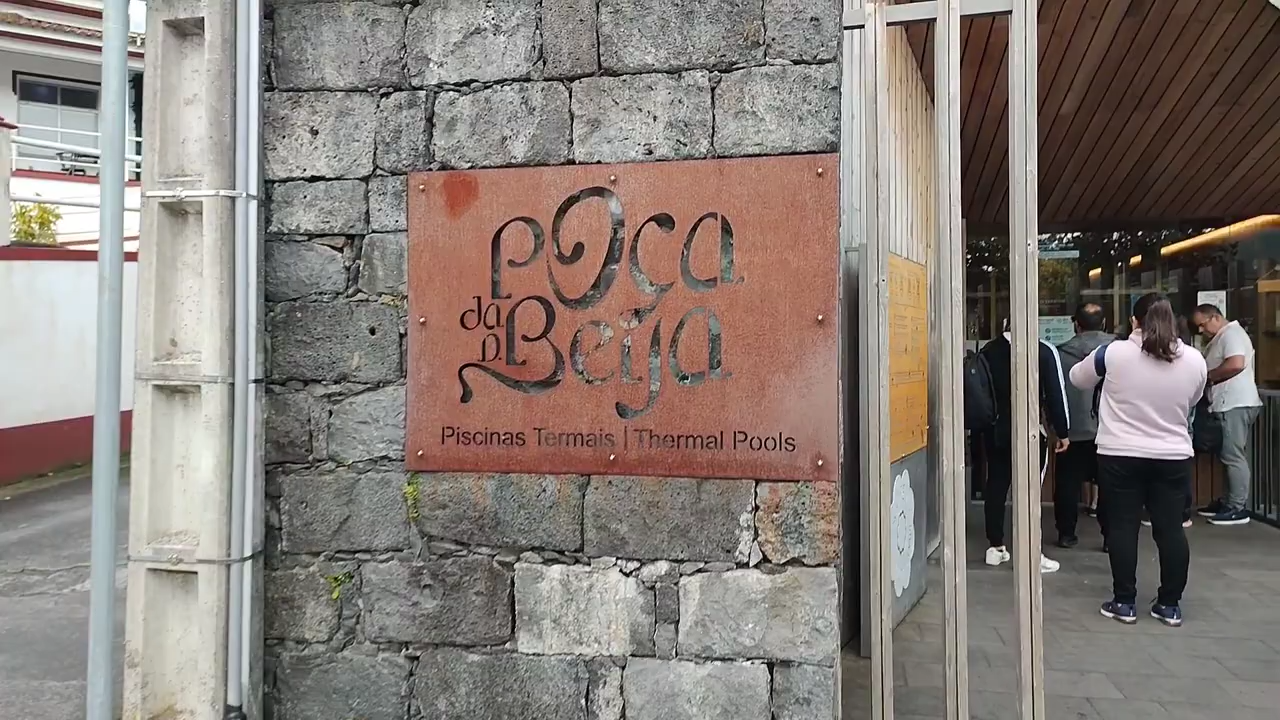 poça
da D. Beija
Piscinas Termais | Thermal Pools